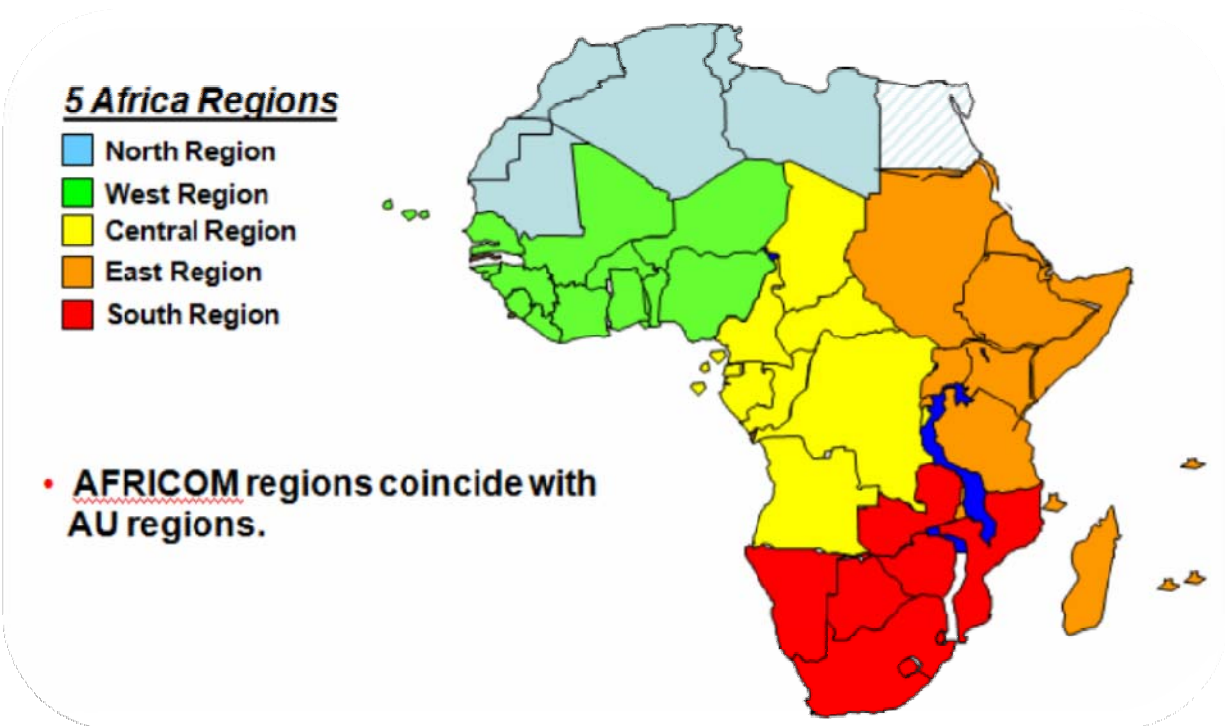 5 Africa Regions
North Region
West Region
Central Region
East Region
South Region
• AFRICOM regions coincide with
AU regions.